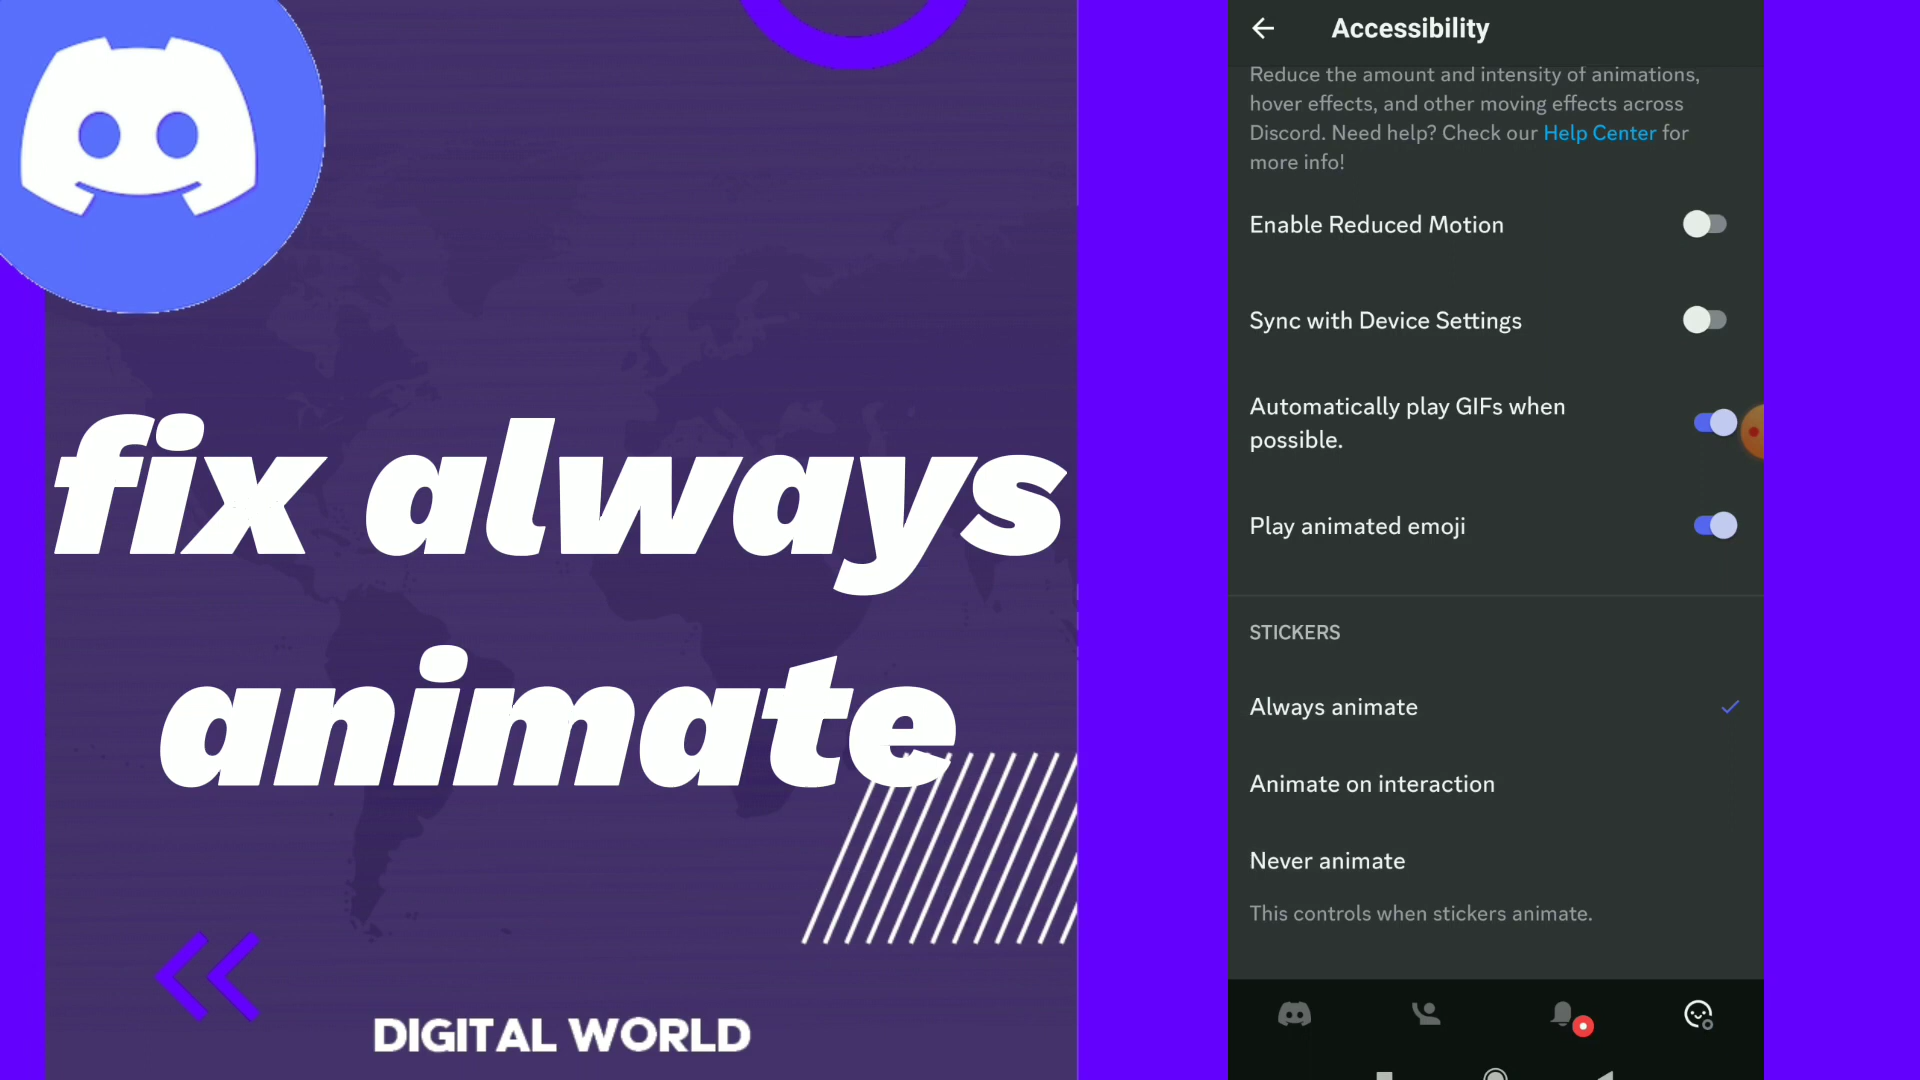 fix always
animate
DIGITAL WORLD
Accessibility
Reduce the amount and intensity of animations,
hover effects, and other moving effects across
Discord. Need help? Check our Help Center for
more info!
Enable Reduced Motion
Sync with Device Settings
Automatically play GIFs when
possible.
Play animated emoji
STICKERS
Always animate
Animate on interaction
Never animate
This controls when stickers animate.